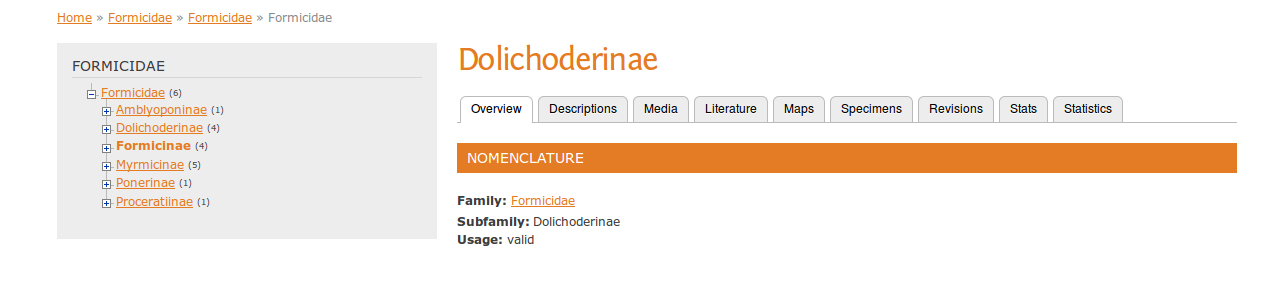 Home » Formicidae » Formicidae » Formicidae
FORMICIDAE
Formicidae (6)
Amblyoponinae (1)
Dolichoderinae (4)
Formicinae (4)
Myrmicinae (5)
Ponerinae (1)
Proceratiinae (1)
Dolichoderinae
Overview Descriptions Media Literature Maps Specimens Revisions Stats Statistics
NOMENCLATURE
Family: Formicidae
Subfamily: Dolichoderinae
Usage: valid